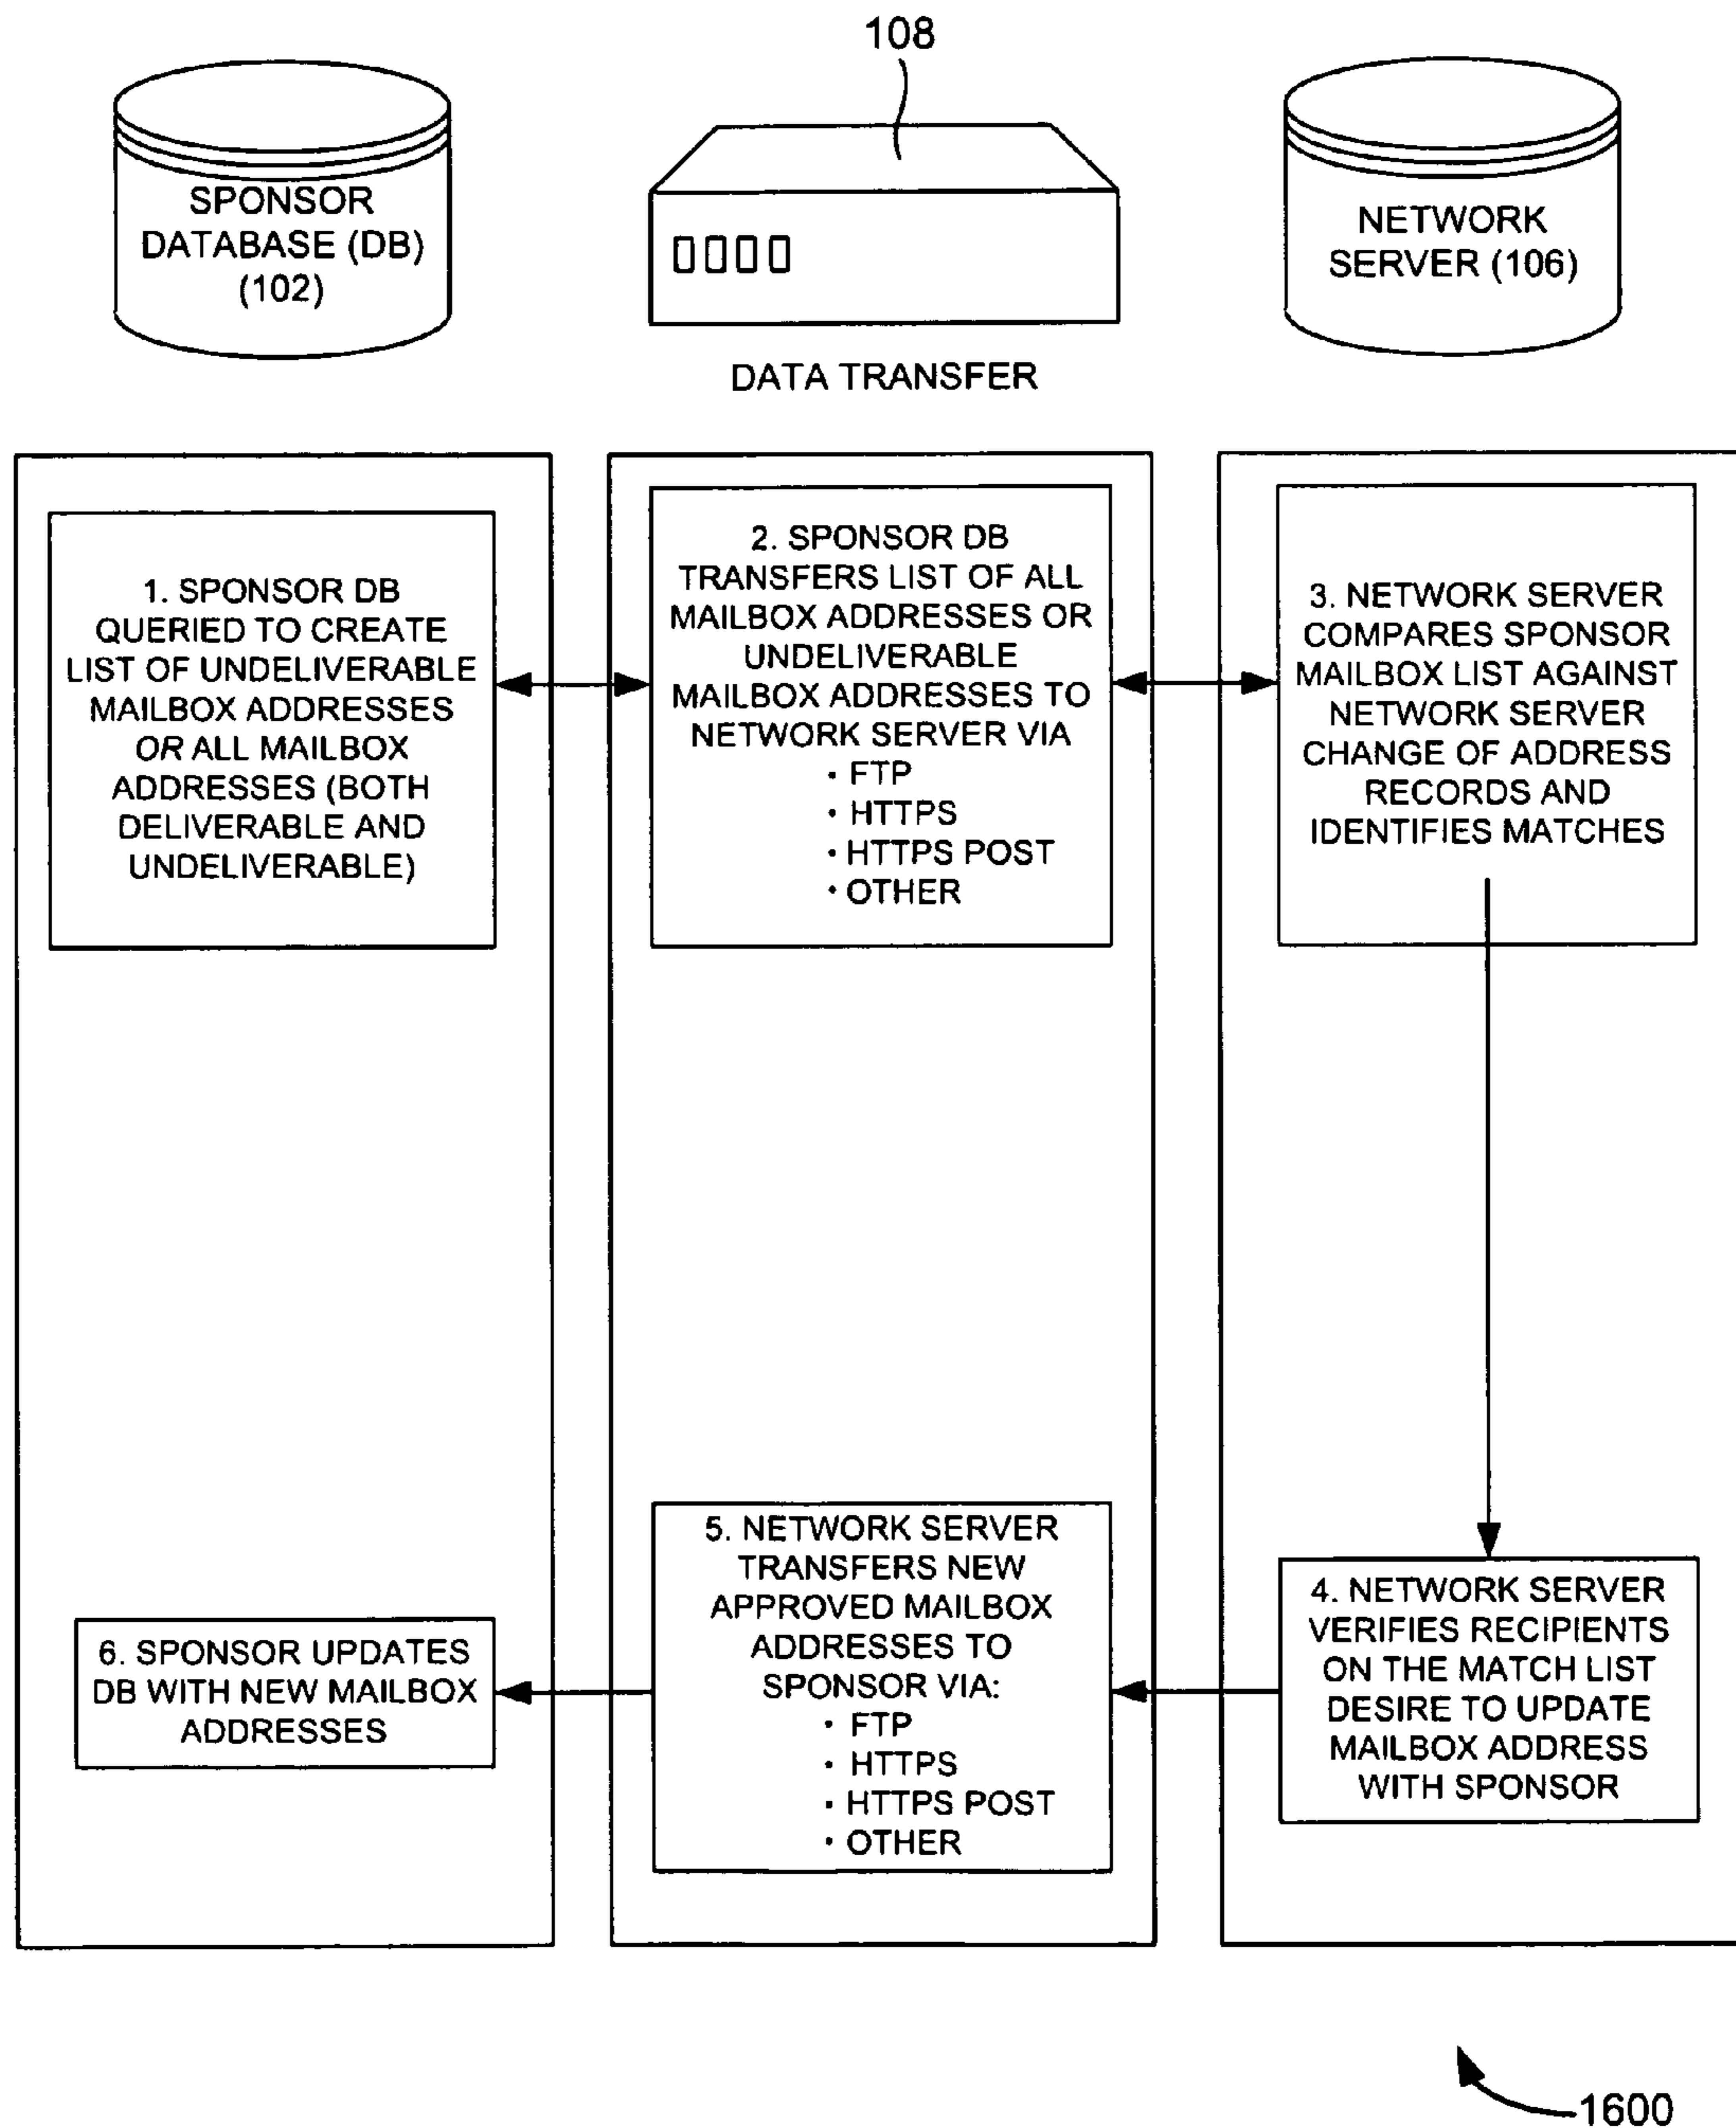 108
SPONSOR
DATABASE (DB)
(102)
NETWORK
SERVER (106)
DATA TRANSFER
1. SPONSOR DB
QUERIED TO CREATE
LIST OF UNDELIVERABLE
MAILBOX ADDRESSES
OR ALL MAILBOX
ADDRESSES (BOTH
DELIVERABLE AND
UNDELIVERABLE)
2. SPONSOR DB
TRANSFERS LIST OF ALL
MAILBOX ADDRESSES OR
UNDELIVERABLE
MAILBOX ADDRESSES TO
NETWORK SERVER VIA
· FTP
· HTTPS
· HTTPS POST
· OTHER
3. NETWORK SERVER
COMPARES SPONSOR
MAILBOX LIST AGAINST
NETWORK SERVER
CHANGE OF ADDRESS
RECORDS AND
IDENTIFIES MATCHES
4. NETWORK SERVER
VERIFIES RECIPIENTS
ON THE MATCH LIST
DESIRE TO UPDATE
MAILBOX ADDRESS
WITH SPONSOR
5. NETWORK SERVER
TRANSFERS NEW
APPROVED MAILBOX
ADDRESSES TO
SPONSOR VIA:
· FTP
· HTTPS
· HTTPS POST
· OTHER
6. SPONSOR UPDATES
DB WITH NEW MAILBOX
ADDRESSES
1600